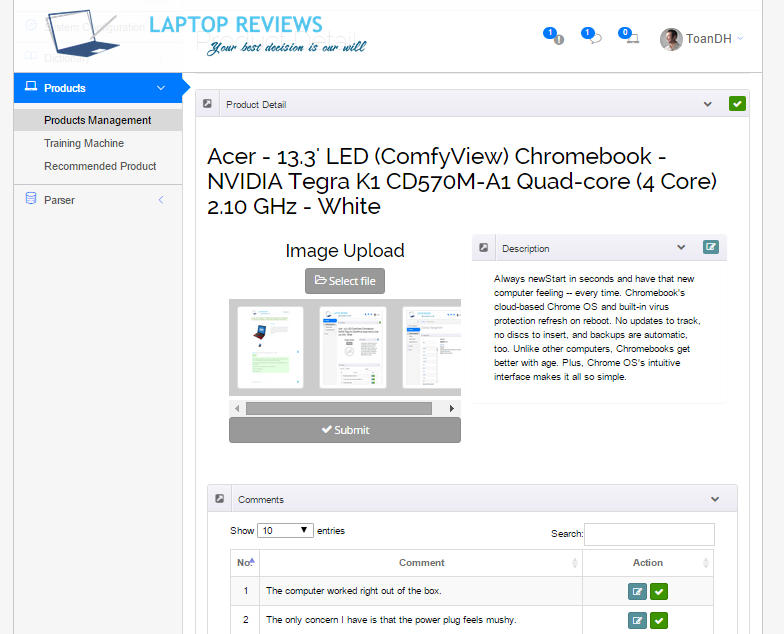 System Configuration
LAPTOP REVIEWS
Your best decision is our will
Product Detail
1
1
0
ToanDH
Dictionary
Products
Products Management
Training Machine
Recommended Product
Parser
Product Detail
Acer - 13.3' LED (ComfyView) Chromebook -
NVIDIA Tegra K1 CD570M-A1 Quad-core (4 Core)
2.10 GHz - White
Image Upload
Select file
Submit
Description
Always newStart in seconds and have that new
computer feeling -- every time. Chromebook's
cloud-based Chrome OS and built-in virus
protection refresh on reboot. No updates to track,
no discs to insert, and backups are automatic,
too. Unlike other computers, Chromebooks get
better with age. Plus, Chrome OS's intuitive
interface makes it all so simple.
Comments
Show 10 entries
Search:
No. Comment Action
1 The computer worked right out of the box.
2 The only concern I have is that the power plug feels mushy.